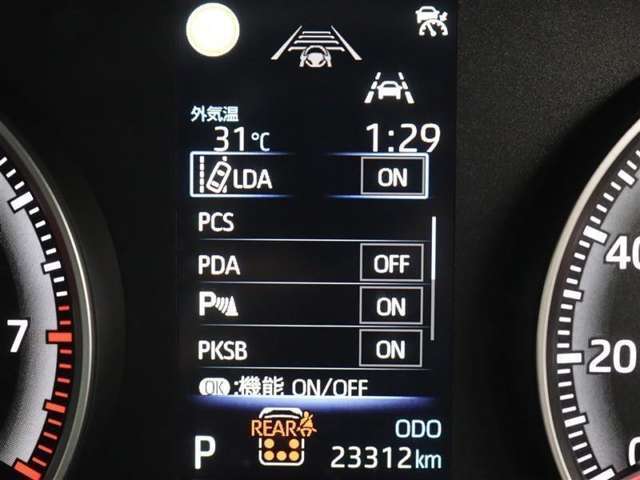 外気温
31℃ 1:29
LDA ON
PCS
PDA OFF
P ON
PKSB ON
OK :機能 ON/OFF
REAR ODO
P 23312km
7
40
20
0